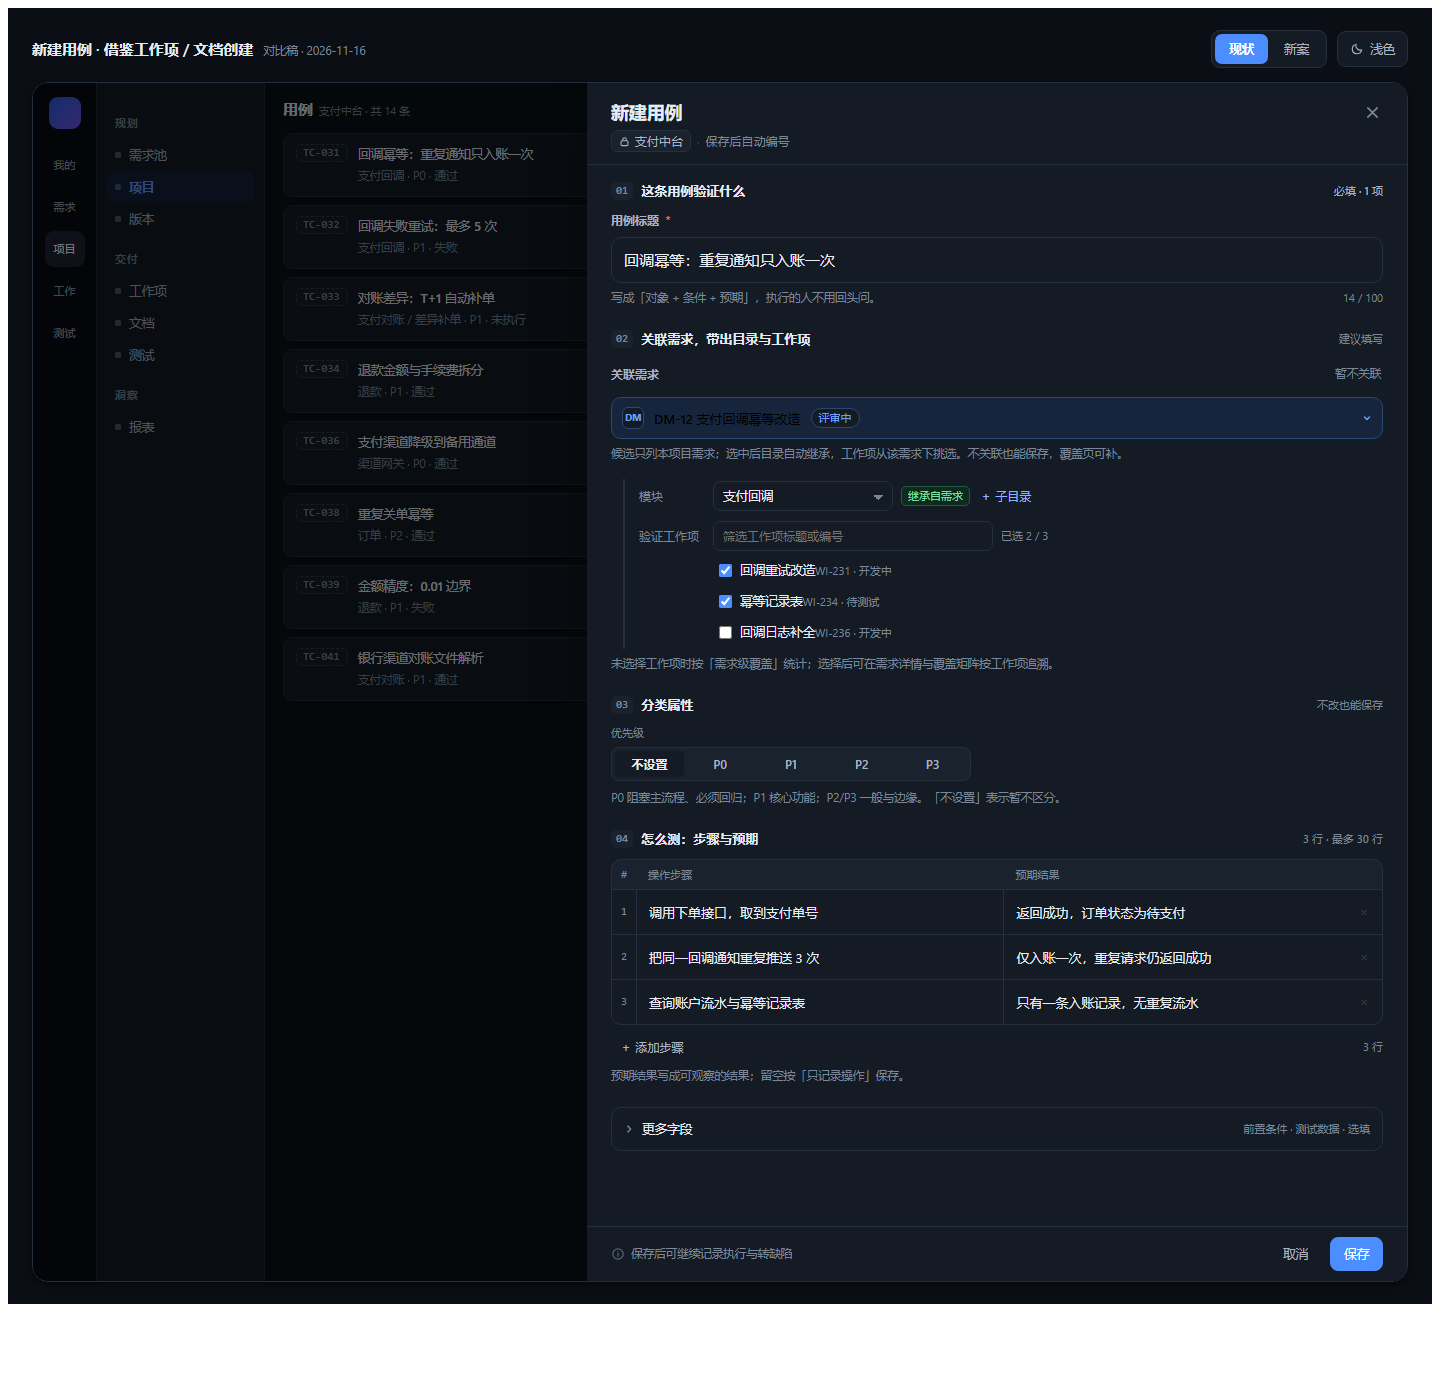 新建用例 · 借鉴工作项 / 文档创建 对比稿 · 2026-11-16
现状 新案 浅色
我的
需求
项目
工作
测试
规划
需求池
项目
版本
交付
工作项
文档
测试
洞察
报表
用例 支付中台 · 共 14 条
TC-031 回调幂等：重复通知只入账一次
支付回调 · P0 · 通过
TC-032 回调失败重试：最多 5 次
支付回调 · P1 · 失败
TC-033 对账差异：T+1 自动补单
支付对账 / 差异补单 · P1 · 未执行
TC-034 退款金额与手续费拆分
退款 · P1 · 通过
TC-036 支付渠道降级到备用通道
渠道网关 · P0 · 通过
TC-038 重复关单幂等
订单 · P2 · 通过
TC-039 金额精度：0.01 边界
退款 · P1 · 失败
TC-041 银行渠道对账文件解析
支付对账 · P1 · 通过
新建用例
支付中台 · 保存后自动编号
01 这条用例验证什么 必填 · 1 项
用例标题 *
回调幂等：重复通知只入账一次
写成「对象 + 条件 + 预期」，执行的人不用回头问。 14 / 100
02 关联需求，带出目录与工作项 建议填写
关联需求 暂不关联
DM DM-12 支付回调幂等改造 评审中
候选只列本项目需求；选中后目录自动继承，工作项从该需求下挑选。不关联也能保存，覆盖页可补。
模块 支付回调 继承自需求 + 子目录
验证工作项 筛选工作项标题或编号 已选 2 / 3
回调重试改造WI-231 · 开发中
幂等记录表WI-234 · 待测试
回调日志补全WI-236 · 开发中
未选择工作项时按「需求级覆盖」统计；选择后可在需求详情与覆盖矩阵按工作项追溯。
03 分类属性 不改也能保存
优先级
不设置 P0 P1 P2 P3
P0 阻塞主流程、必须回归；P1 核心功能；P2/P3 一般与边缘。「不设置」表示暂不区分。
04 怎么测：步骤与预期 3 行 · 最多 30 行
# 操作步骤 预期结果
1 调用下单接口，取到支付单号 返回成功，订单状态为待支付 ×
2 把同一回调通知重复推送 3 次 仅入账一次，重复请求仍返回成功 ×
3 查询账户流水与幂等记录表 只有一条入账记录，无重复流水 ×
+ 添加步骤 3 行
预期结果写成可观察的结果；留空按「只记录操作」保存。
更多字段 前置条件 · 测试数据 · 选填
保存后可继续记录执行与转缺陷 取消 保存